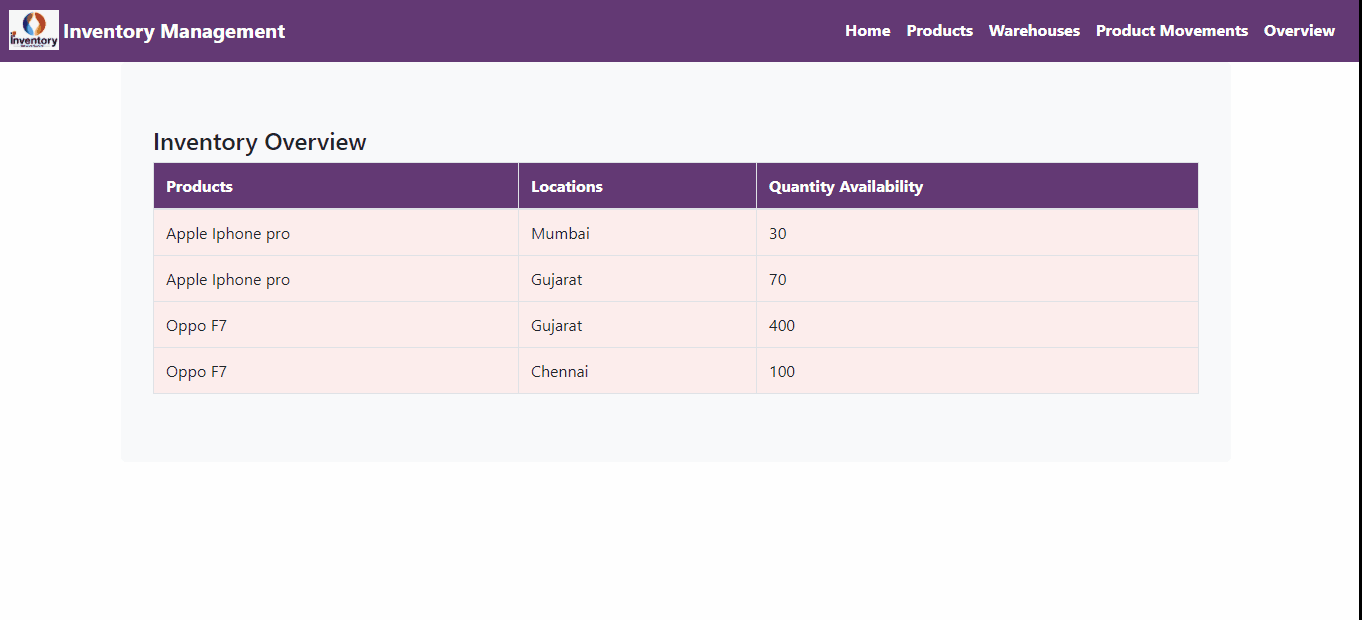 inventory
Inventory Management Home Products Warehouses Product Movements Overview
Inventory Overview
Products Locations Quantity Availability
Apple Iphone pro Mumbai 30
Apple Iphone pro Gujarat 70
Oppo F7 Gujarat 400
Oppo F7 Chennai 100